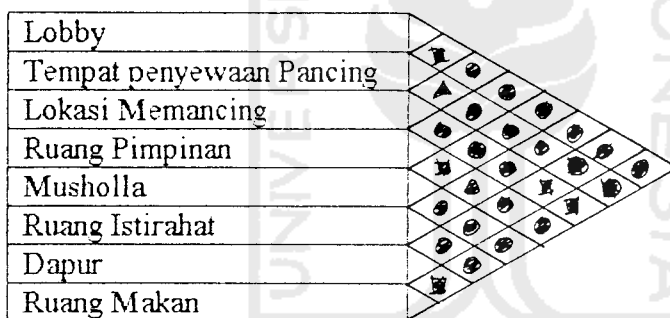 Lobby
Tempat penyewaan Pancing
Lokasi Memancing
Ruang Pimpinan
Musholla
Ruang Istirahat
Dapur
Ruang Makan